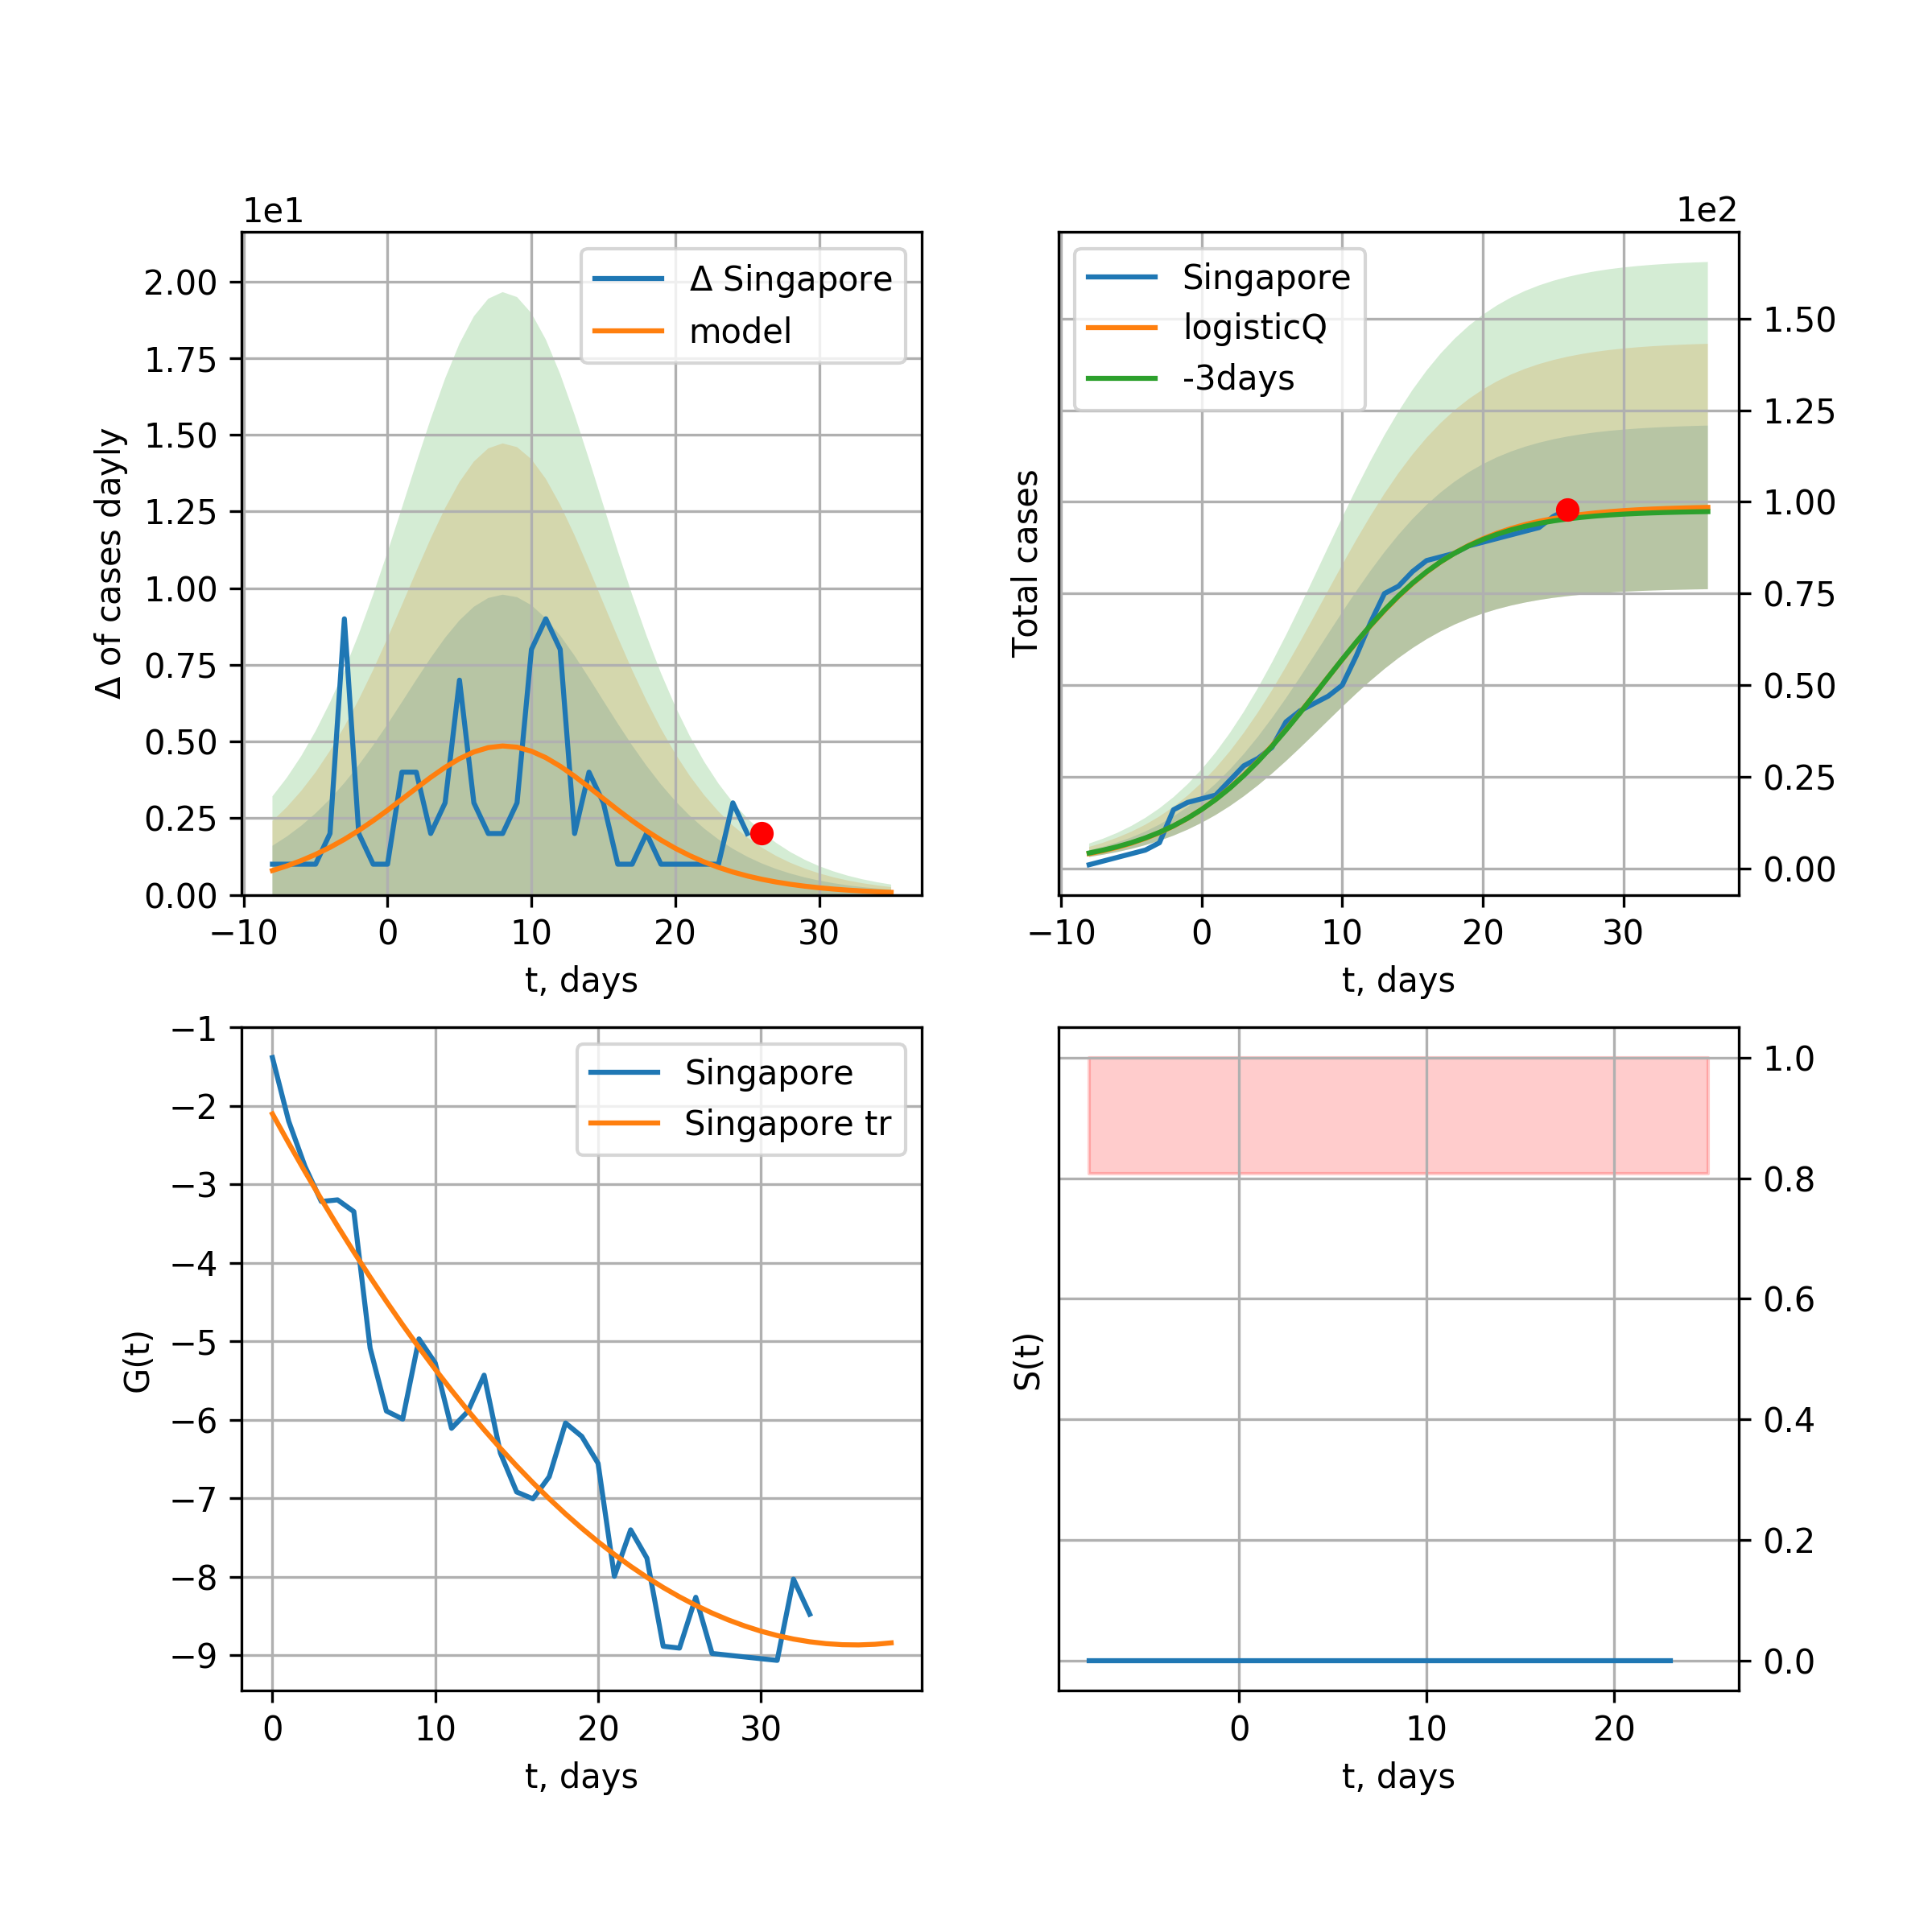 1e1
2.00
1.75
1.50
1.25
1.00
0.75
0.50
0.25
0.00
Δ of cases dayly
Δ Singapore
model
−10 0 10 20 30
t, days
1e2
Singapore
logisticQ
-3days
Total cases
1.50
1.25
1.00
0.75
0.50
0.25
0.00
−10 0 10 20 30
t, days
−1
−2
−3
−4
−5
−6
−7
−8
−9
G(t)
Singapore
Singapore tr
0 10 20 30
t, days
S(t)
1.0
0.8
0.6
0.4
0.2
0.0
0 10 20
t, days